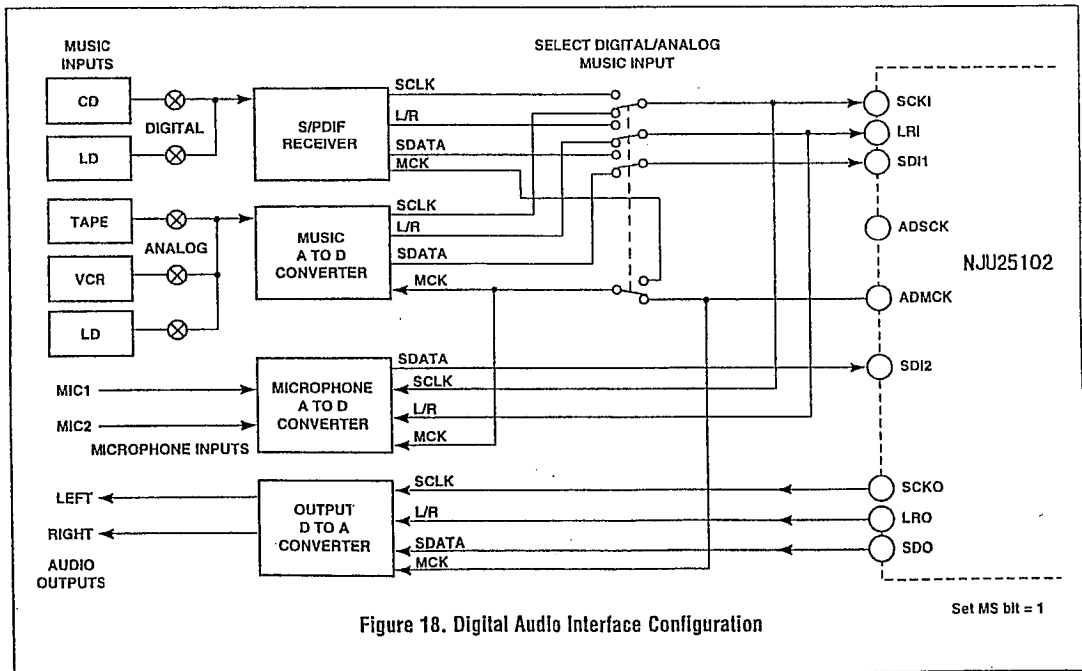 MUSIC
INPUTS
CD
DIGITAL
LD
TAPE
ANALOG
VCR
LD
MIC1
MIC2
MICROPHONE INPUTS
LEFT
RIGHT
AUDIO
OUTPUTS
S/PDIF
RECEIVER
SCLK
L/R
SDATA
MCK
MUSIC
A TO D
CONVERTER
SCLK
L/R
SDATA
MCK
MICROPHONE
A TO D
CONVERTER
SDATA
SCLK
L/R
MCK
OUTPUT
D TO A
CONVERTER
SCLK
L/R
SDATA
MCK
SELECT DIGITAL/ANALOG
MUSIC INPUT
SCKI
LRI
SDI1
ADSCK
NJU25102
ADMCK
SDI2
SCKO
LRO
SDO
Set MS bit = 1
Figure 18. Digital Audio Interface Configuration